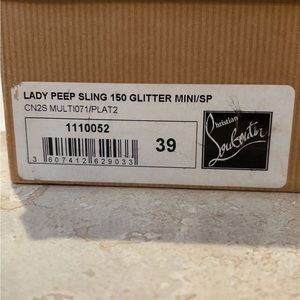 LADY PEEP SLING 150 GLITTER MINI/SP
CN2S MULTI071/PLAT2
1110052
39
3 607412 629033
Christian
Louboutin